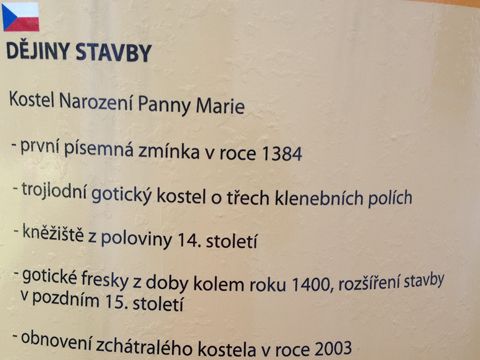 DĚJINY STAVBY
Kostel Narození Panny Marie
- první písemná zmínka v roce 1384
- trojlodní gotický kostel o třech klenebních polích
- kněžiště z poloviny 14. století
- gotické fresky z doby kolem roku 1400, rozšíření stavby
v pozdním 15. století
- obnovení zchátralého kostela v roce 2003